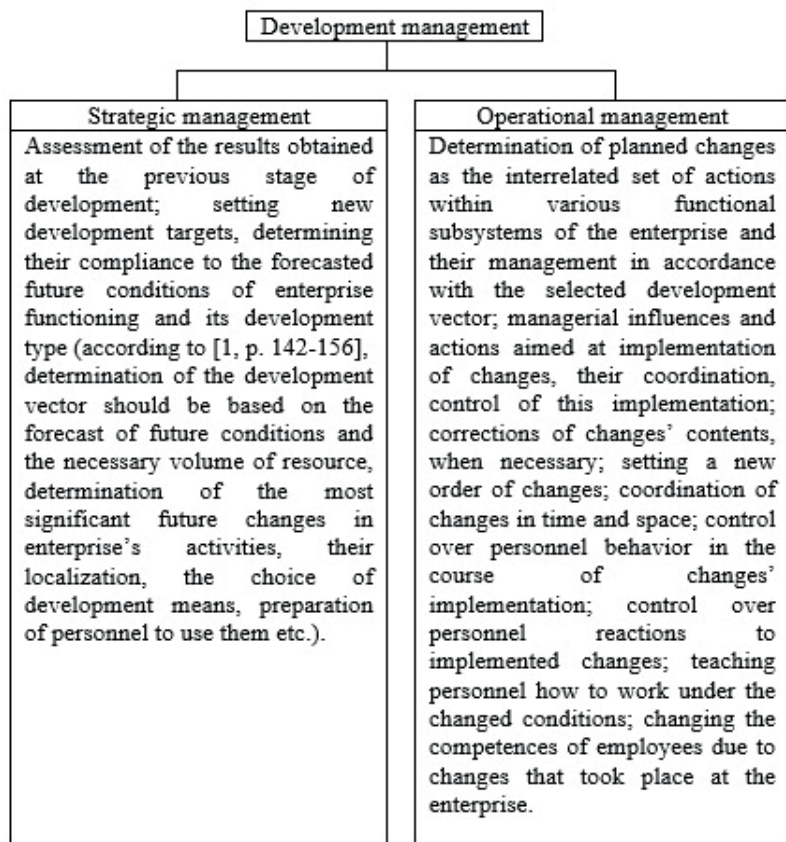 Development management
Strategic management
Assessment of the results obtained
at the previous stage of
development; setting new
development targets, determining
their compliance to the forecasted
future conditions of enterprise
functioning and its development
type (according to [1, p. 142-156],
determination of the development
vector should be based on the
forecast of future conditions and
the necessary volume of resource,
determination of the most
significant future changes in
enterprise’s activities, their
localization, the choice of
development means, preparation
of personnel to use them etc.).
Operational management
Determination of planned changes
as the interrelated set of actions
within various functional
subsystems of the enterprise and
their management in accordance
with the selected development
vector; managerial influences and
actions aimed at implementation
of changes, their coordination,
control of this implementation;
corrections of changes’ contents,
when necessary; setting a new
order of changes; coordination of
changes in time and space; control
over personnel behavior in the
course of changes’
implementation; control over
personnel reactions to
implemented changes; teaching
personnel how to work under the
changed conditions; changing the
competences of employees due to
changes that took place at the
enterprise.